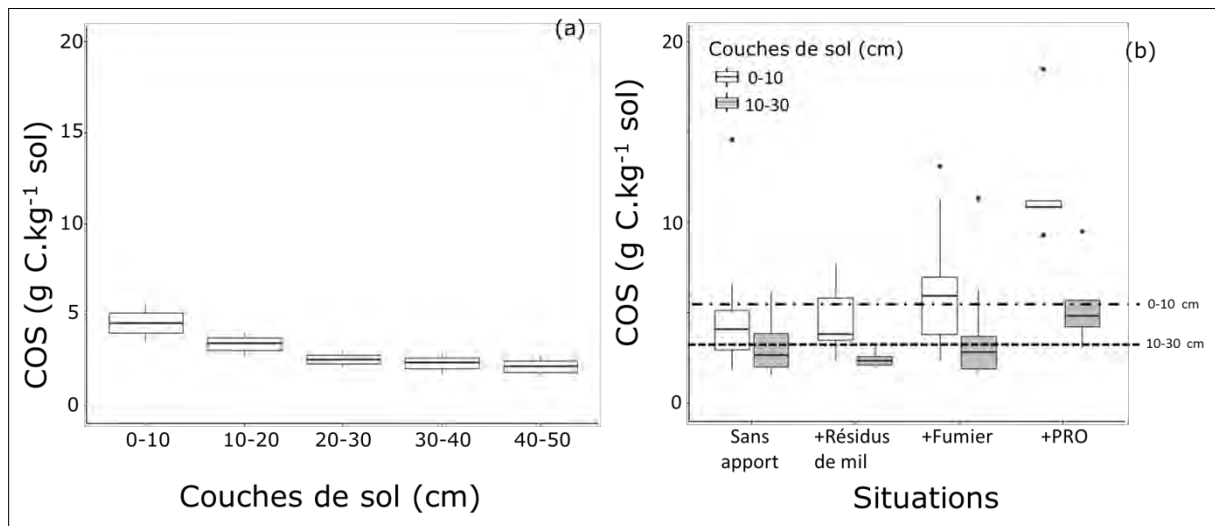 (a)
20
15
10
5
0
COS (g C.kg⁻¹ sol)
0-10
10-20
20-30
30-40
40-50
Couches de sol (cm)
(b)
Couches de sol (cm)
0-10
10-30
20
10
0
COS (g C.kg⁻¹ sol)
0-10 cm
10-30 cm
Sans
apport
+Résidus
de mil
+Fumier
+PRO
Situations